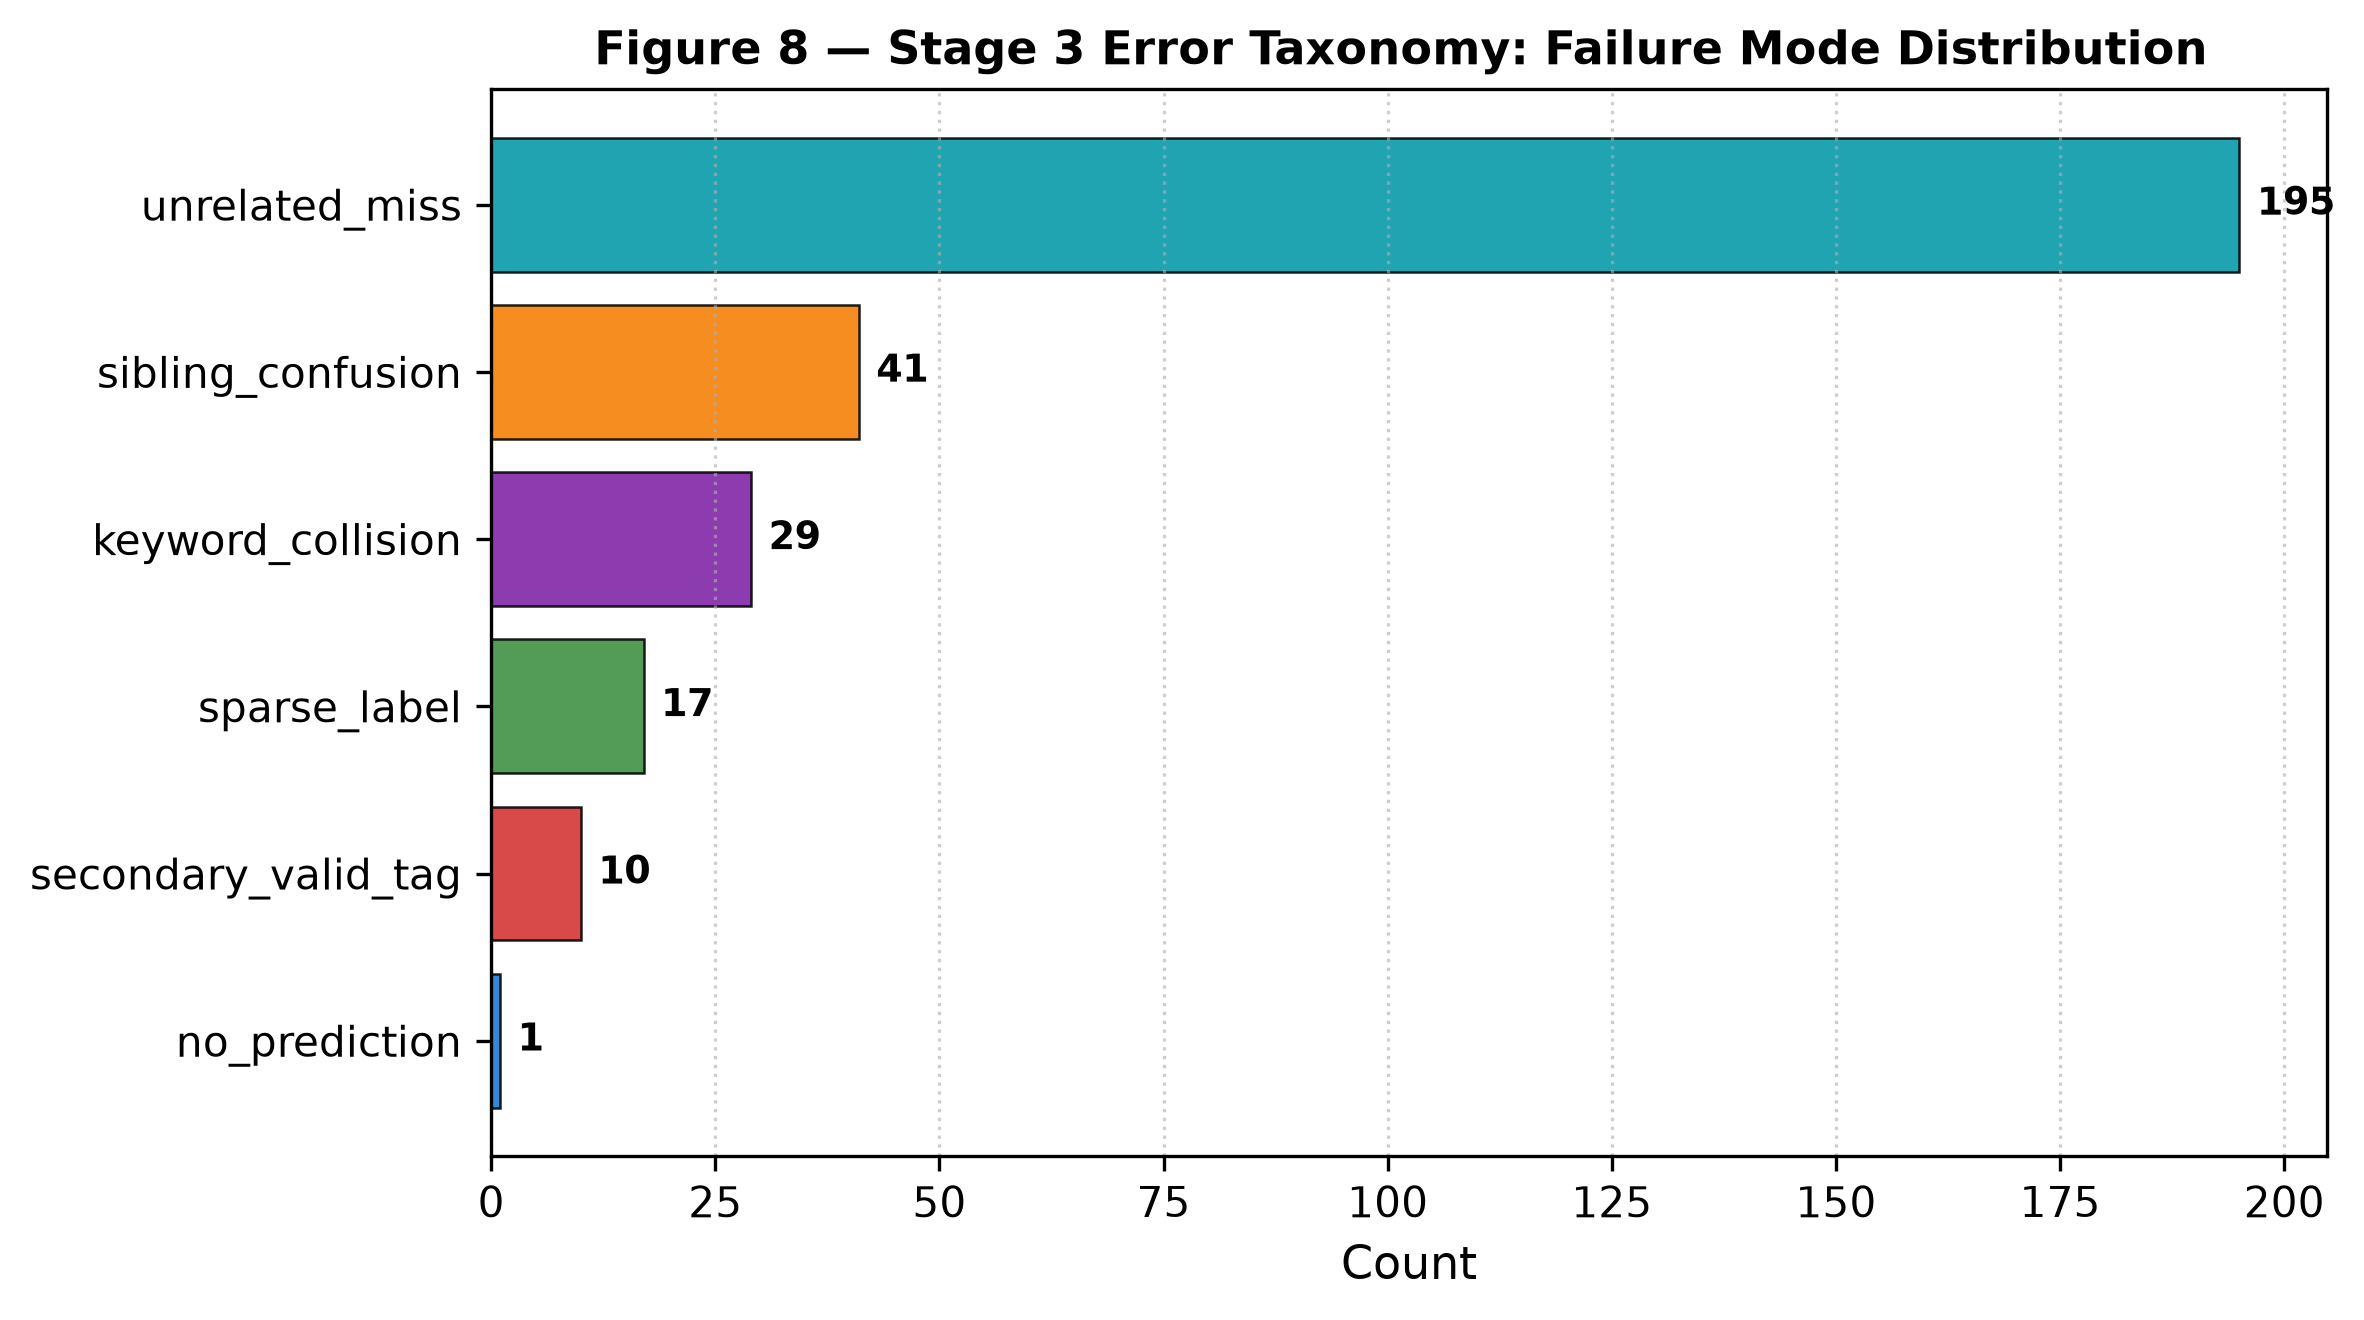 Figure 8 — Stage 3 Error Taxonomy: Failure Mode Distribution
unrelated_miss 195
sibling_confusion 41
keyword_collision 29
sparse_label 17
secondary_valid_tag 10
no_prediction 1
0 25 50 75 100 125 150 175 200
Count